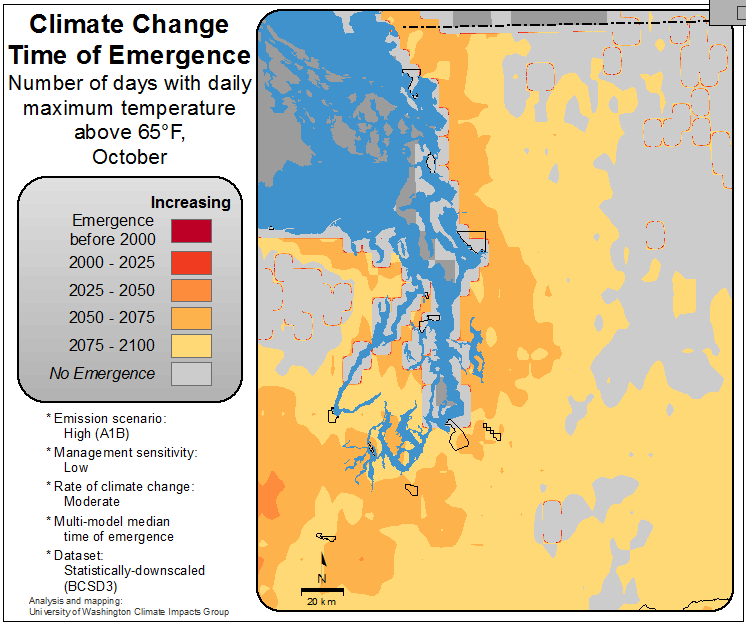 Climate Change
Time of Emergence
Number of days with daily
maximum temperature
above 65°F,
October
Increasing
Emergence
before 2000
2000 - 2025
2025 - 2050
2050 - 2075
2075 - 2100
No Emergence
* Emission scenario:
High (A1B)
* Management sensitivity:
Low
* Rate of climate change:
Moderate
* Multi-model median
time of emergence
* Dataset:
Statistically-downscaled
(BCSD3)
Analysis and mapping:
University of Washington Climate Impacts Group
N
20 km